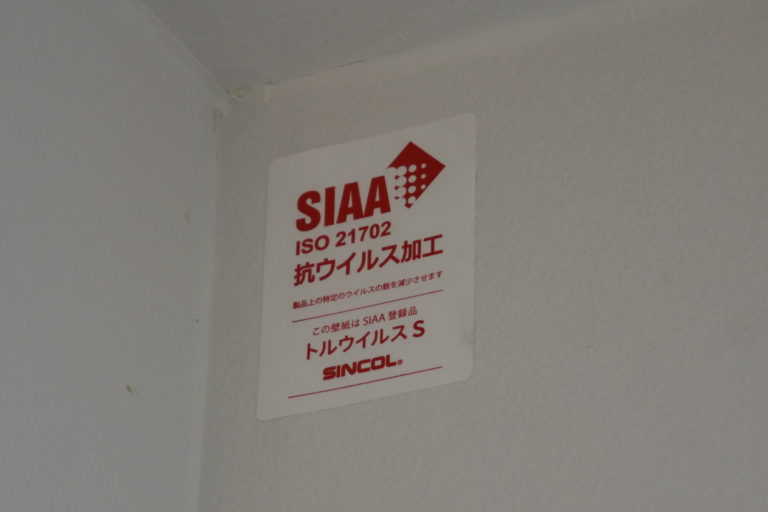 SIAA
ISO 21702
抗ウイルス加工
製品上の特定のウイルスの数を減少させます
この壁紙は SIAA 登録品
トルウイルス S
SINCOL®